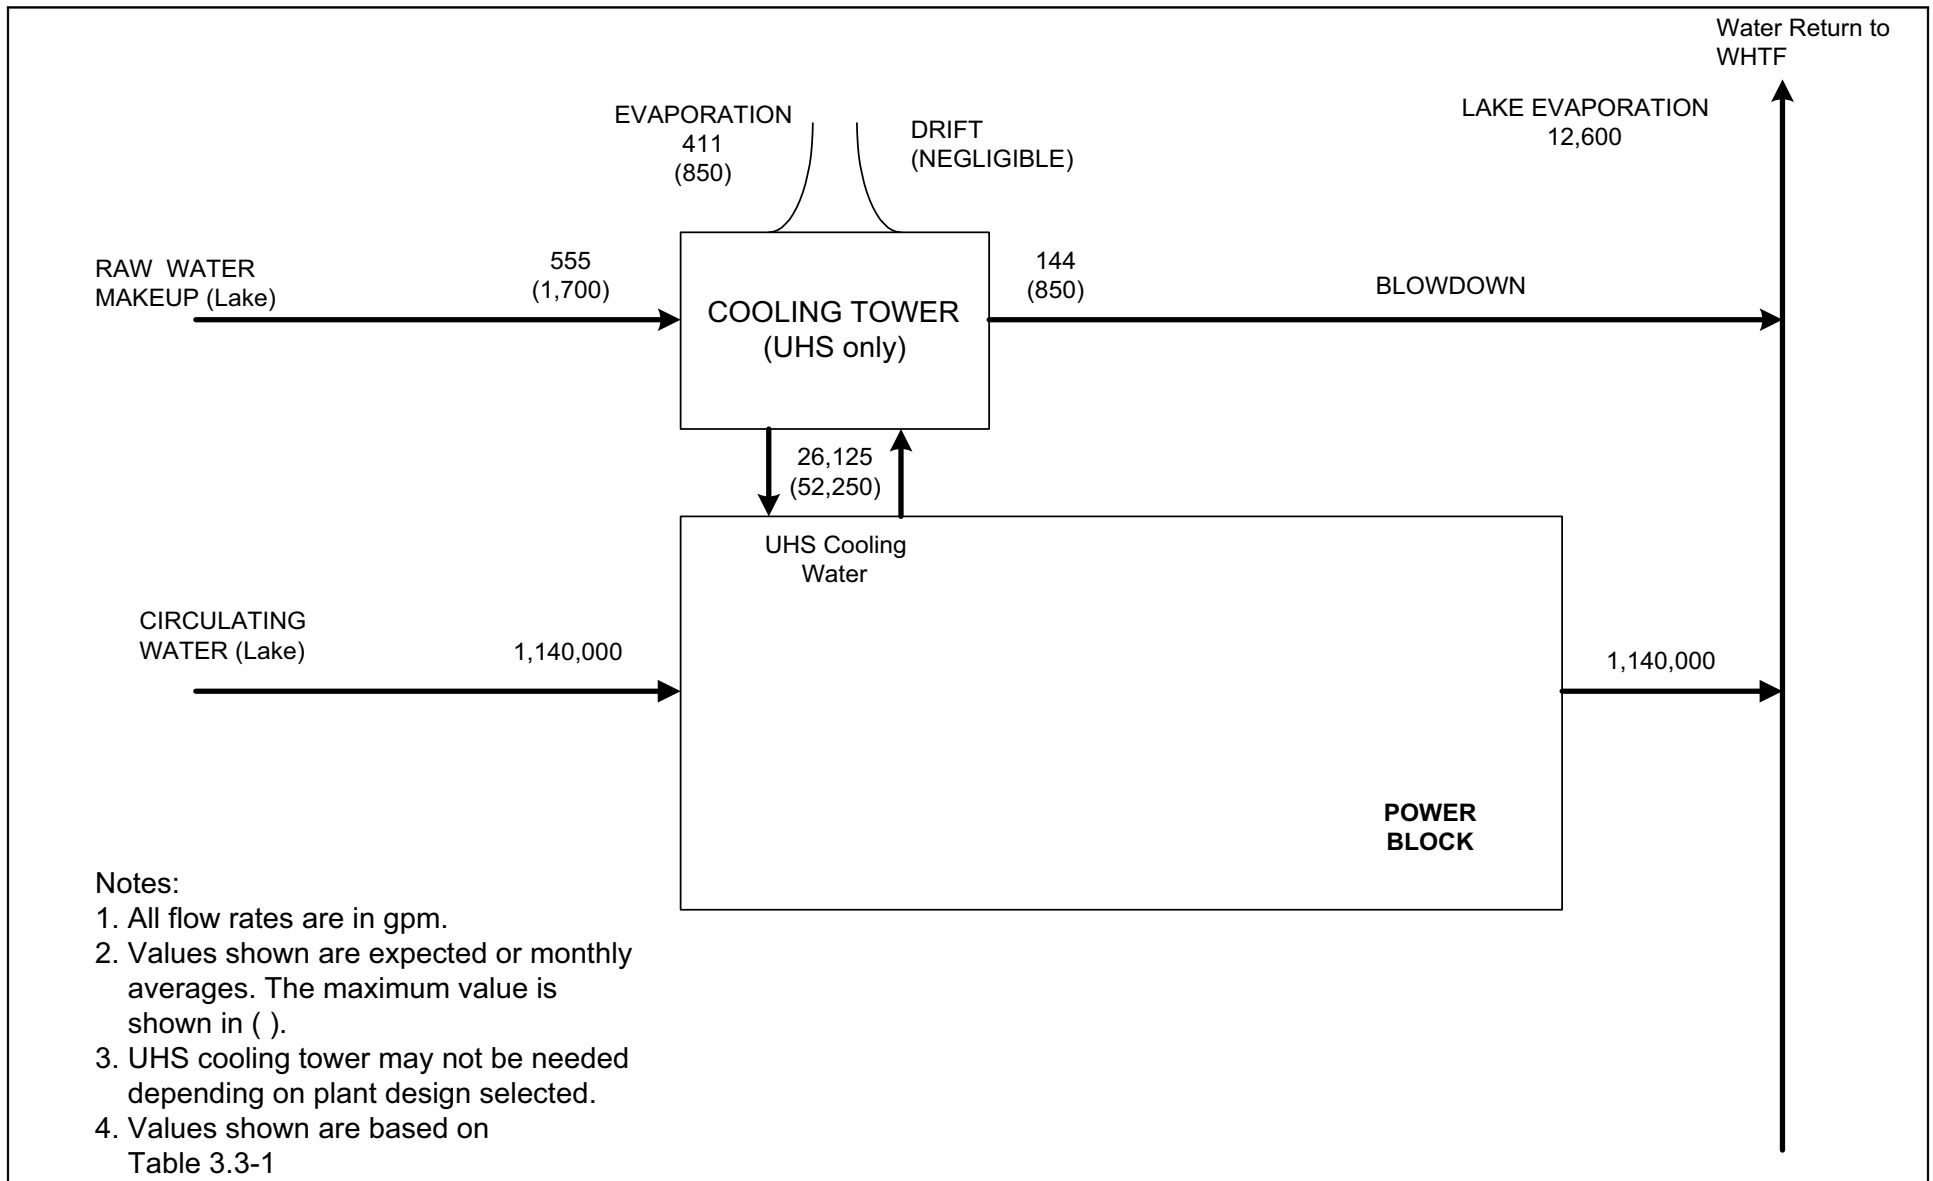 Water Return to
WHTF
EVAPORATION
411
(850)
DRIFT
(NEGLIGIBLE)
LAKE EVAPORATION
12,600
RAW  WATER
MAKEUP (Lake)
555
(1,700)
COOLING TOWER
(UHS only)
144
(850)
BLOWDOWN
26,125
(52,250)
UHS Cooling
Water
CIRCULATING
WATER (Lake)
1,140,000
1,140,000
POWER
BLOCK
Notes:
1. All flow rates are in gpm.
2. Values shown are expected or monthly
averages. The maximum value is
shown in ( ).
3. UHS cooling tower may not be needed
depending on plant design selected.
4. Values shown are based on
Table 3.3-1